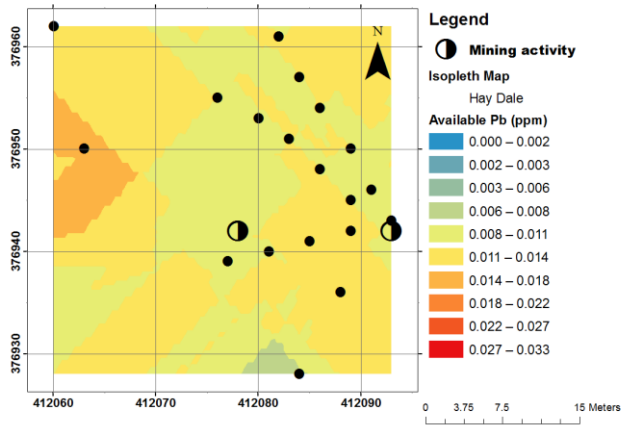 376960
376950
376940
376930
412060 412070 412080 412090
N
Legend
Mining activity
Isopleth Map
Hay Dale
Available Pb (ppm)
0.000 – 0.002
0.002 – 0.003
0.003 – 0.006
0.006 – 0.008
0.008 – 0.011
0.011 – 0.014
0.014 – 0.018
0.018 – 0.022
0.022 – 0.027
0.027 – 0.033
0 3.75 7.5 15 Meters